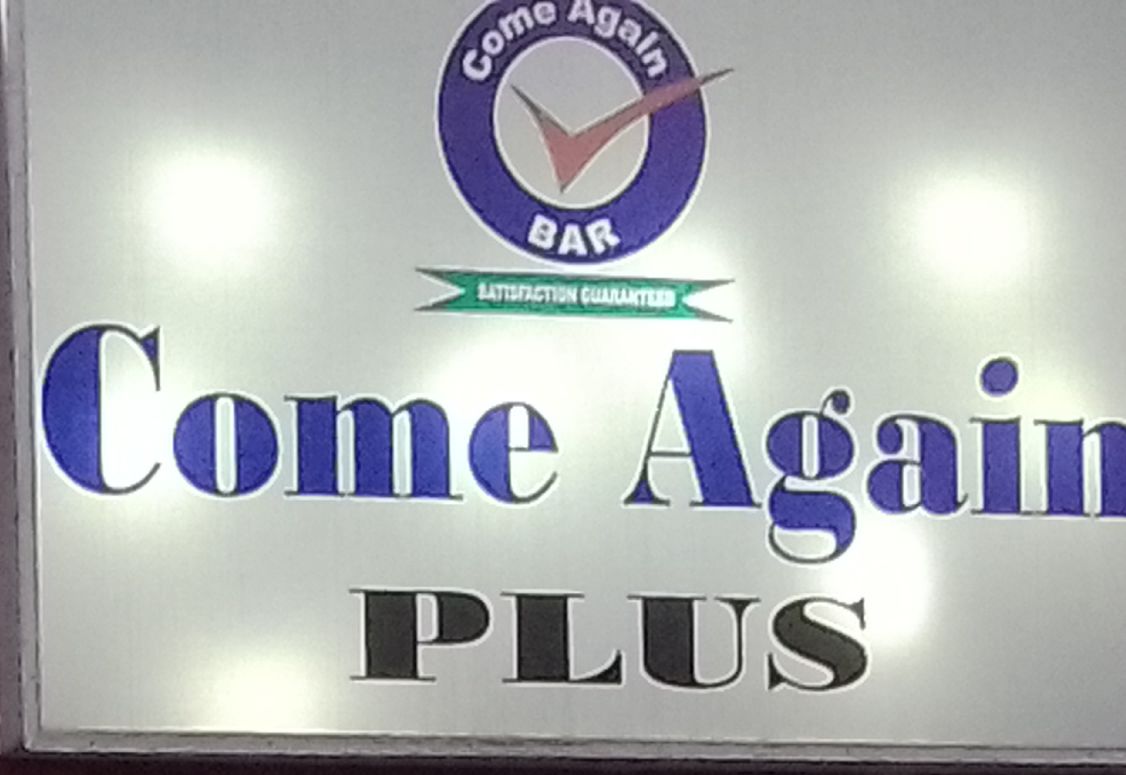 Come Again
BAR
SATISFACTION GUARANTEED
Come Again
PLUS